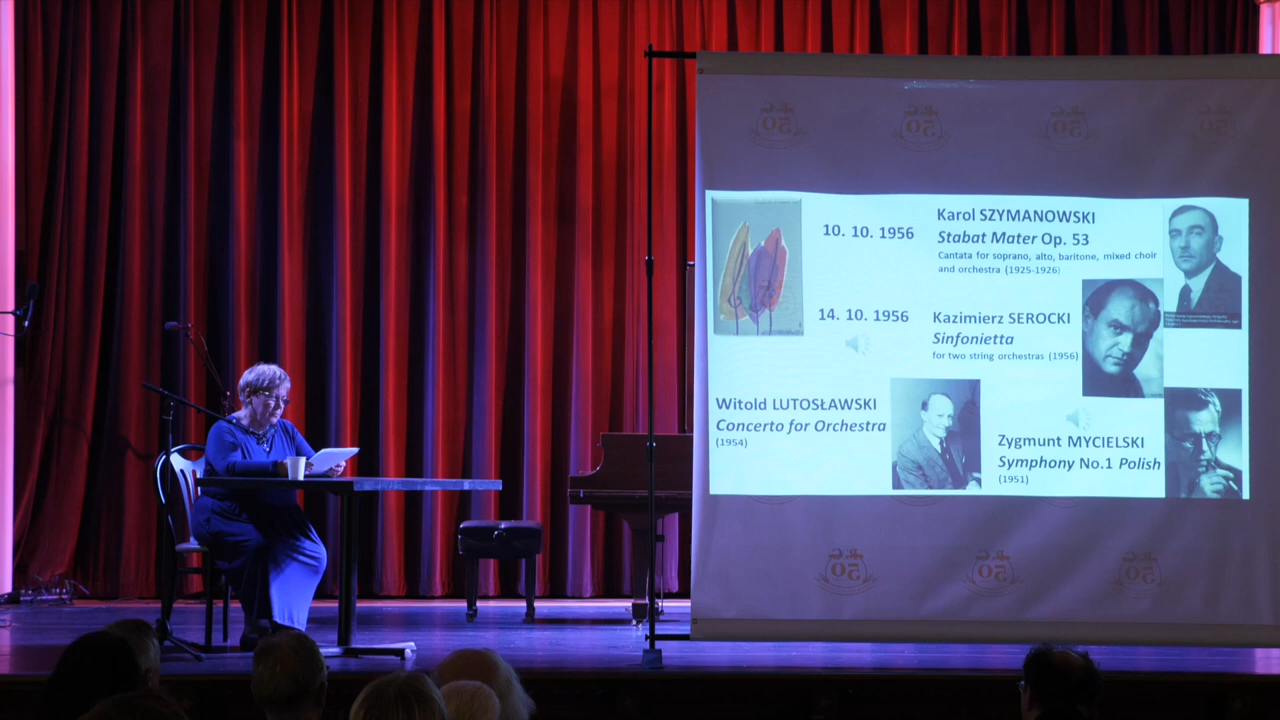 10. 10. 1956
Karol SZYMANOWSKI
Stabat Mater Op. 53
Cantata for soprano, alto, baritone, mixed choir
and orchestra (1925-1926)
14. 10. 1956
Kazimierz SEROCKI
Sinfonietta
for two string orchestras (1956)
Witold LUTOSŁAWSKI
Concerto for Orchestra
(1954)
Zygmunt MYCIELSKI
Symphony No.1 Polish
(1951)